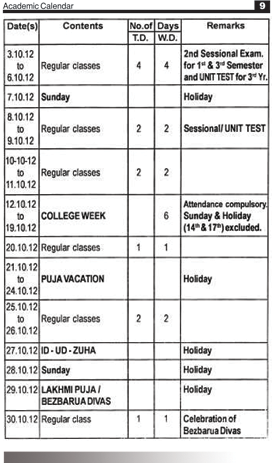 Academic Calendar 9
Date(s) Contents No.of Days Remarks
T.D. W.D.
3.10.12 2nd Sessional Exam.
to Regular classes 4 4 for 1st & 3rd Semester
6.10.12 and UNIT TEST for 3rd Yr.
7.10.12 Sunday Holiday
8.10.12
to Regular classes 2 2 Sessional/ UNIT TEST
9.10.12
10-10-12
to Regular classes 2 2
11.10.12
12.10.12 Attendance compulsory.
to COLLEGE WEEK 6 Sunday & Holiday
19.10.12 (14th & 17th) excluded.
20.10.12 Regular classes 1 1
21.10.12
to PUJA VACATION Holiday
24.10.12
25.10.12
to Regular classes 2 2
26.10.12
27.10.12 ID - UD - ZUHA Holiday
28.10.12 Sunday Holiday
29.10.12 LAKHMI PUJA / Holiday
BEZBARUA DIVAS
30.10.12 Regular class 1 1 Celebration of
Bezbarua Divas